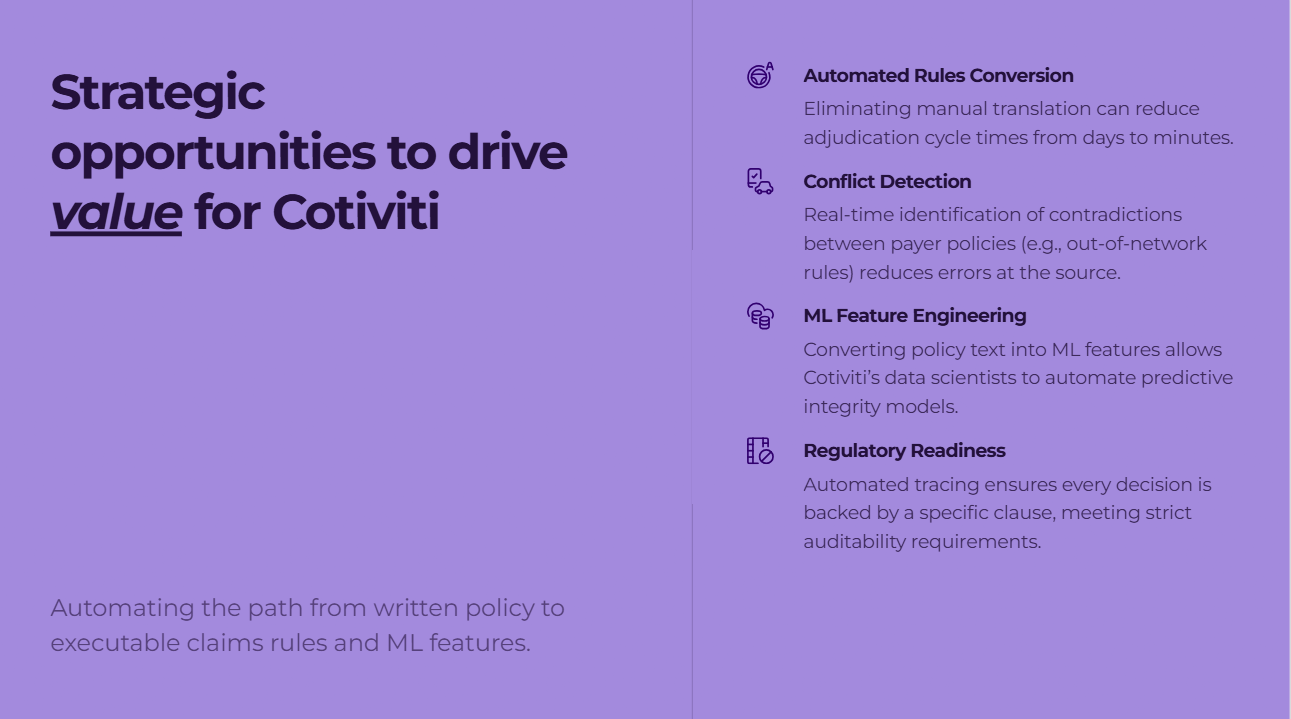 Strategic
opportunities to drive
value for Cotiviti
Automating the path from written policy to
executable claims rules and ML features.
A
Automated Rules Conversion
Eliminating manual translation can reduce
adjudication cycle times from days to minutes.
Conflict Detection
Real-time identification of contradictions
between payer policies (e.g., out-of-network
rules) reduces errors at the source.
ML Feature Engineering
Converting policy text into ML features allows
Cotiviti’s data scientists to automate predictive
integrity models.
Regulatory Readiness
Automated tracing ensures every decision is
backed by a specific clause, meeting strict
auditability requirements.